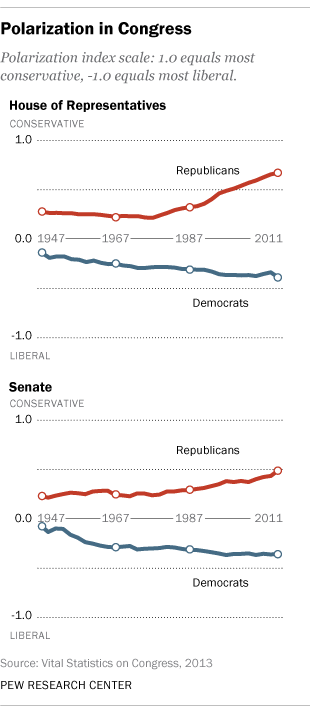 Polarization in Congress
Polarization index scale: 1.0 equals most
conservative, -1.0 equals most liberal.
House of Representatives
CONSERVATIVE
1.0
Republicans
0.0
1947 1967 1987 2011
Democrats
-1.0
LIBERAL
Senate
CONSERVATIVE
1.0
Republicans
0.0
1947 1967 1987 2011
Democrats
-1.0
LIBERAL
Source: Vital Statistics on Congress, 2013
PEW RESEARCH CENTER